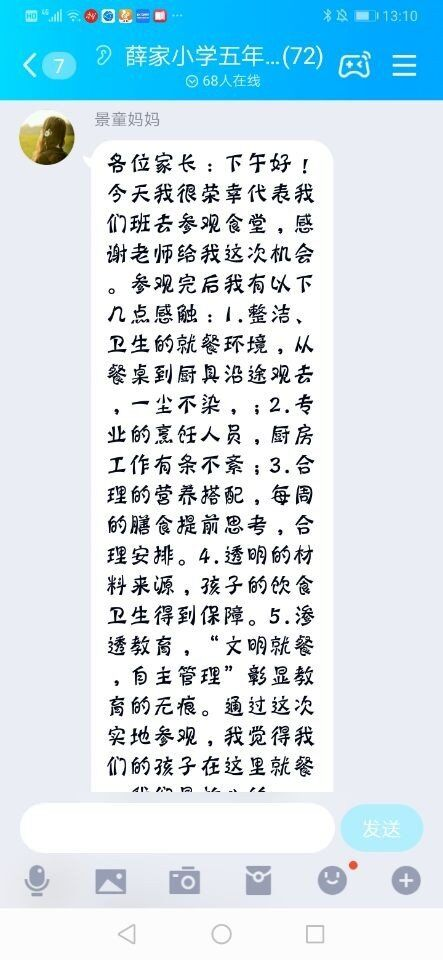 HD
13:10
7
薛家小学五年...(72)
68人在线
景童妈妈
各位家长：下午好！
今天我很荣幸代表我
们班去参观食堂，感
谢老师给我这次机会
。参观完后我有以下
几点感触：1.整洁、
卫生的就餐环境，从
餐桌到厨具沿途观去
，一尘不染，；2.专
业的烹饪人员，厨房
工作有条不紊；3.合
理的营养搭配，每周
的膳食提前思考，合
理安排。4.透明的材
料来源，孩子的饮食
卫生得到保障。5.渗
透教育，“文明就餐
，自主管理”彰显教
育的无痕。通过这次
实地参观，我觉得我
们的孩子在这里就餐
发送